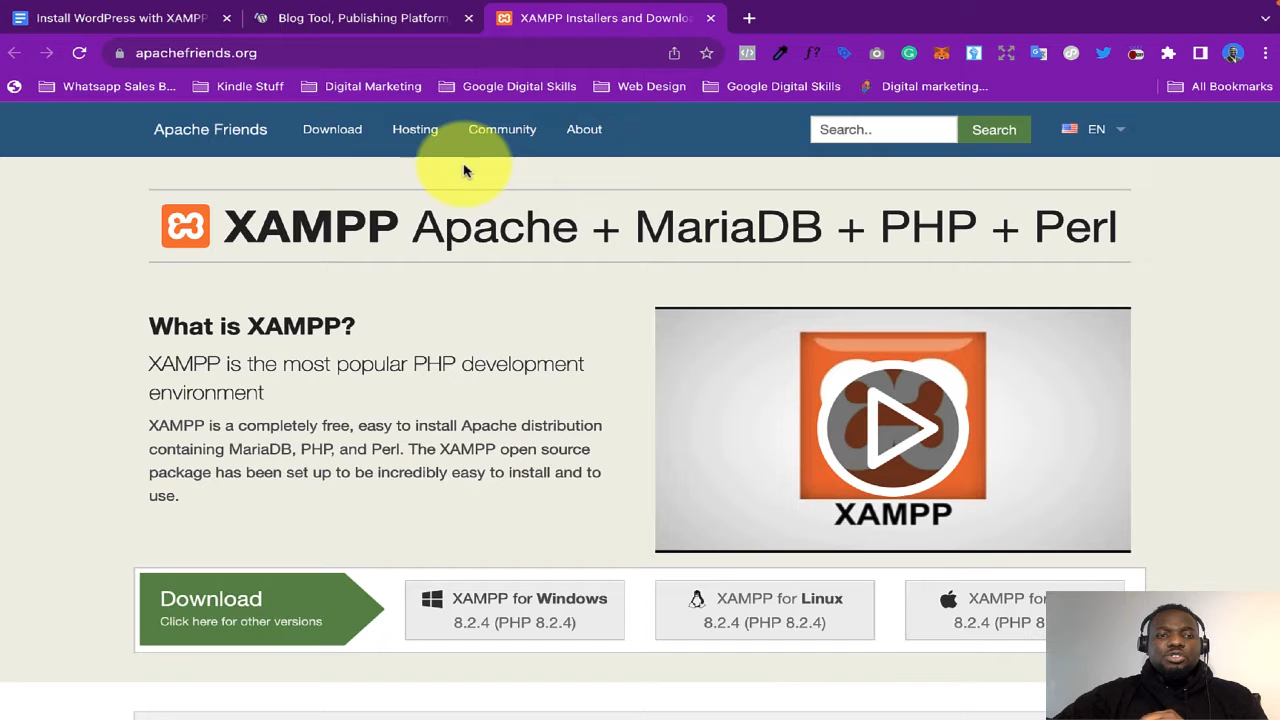 Install WordPress with XAMPP
Blog Tool, Publishing Platform,
XAMPP Installers and Downlo
apachefriends.org
Whatsapp Sales B...
Kindle Stuff
Digital Marketing
Google Digital Skills
Web Design
Google Digital Skills
Digital marketing...
All Bookmarks
Apache Friends
Download
Hosting
Community
About
Search..
Search
EN
XAMPP Apache + MariaDB + PHP + Perl
What is XAMPP?
XAMPP is the most popular PHP development
environment
XAMPP is a completely free, easy to install Apache distribution
containing MariaDB, PHP, and Perl. The XAMPP open source
package has been set up to be incredibly easy to install and to
use.
XAMPP
Download
Click here for other versions
XAMPP for Windows
8.2.4 (PHP 8.2.4)
XAMPP for Linux
8.2.4 (PHP 8.2.4)
XAMPP for
8.2.4 (PHP 8